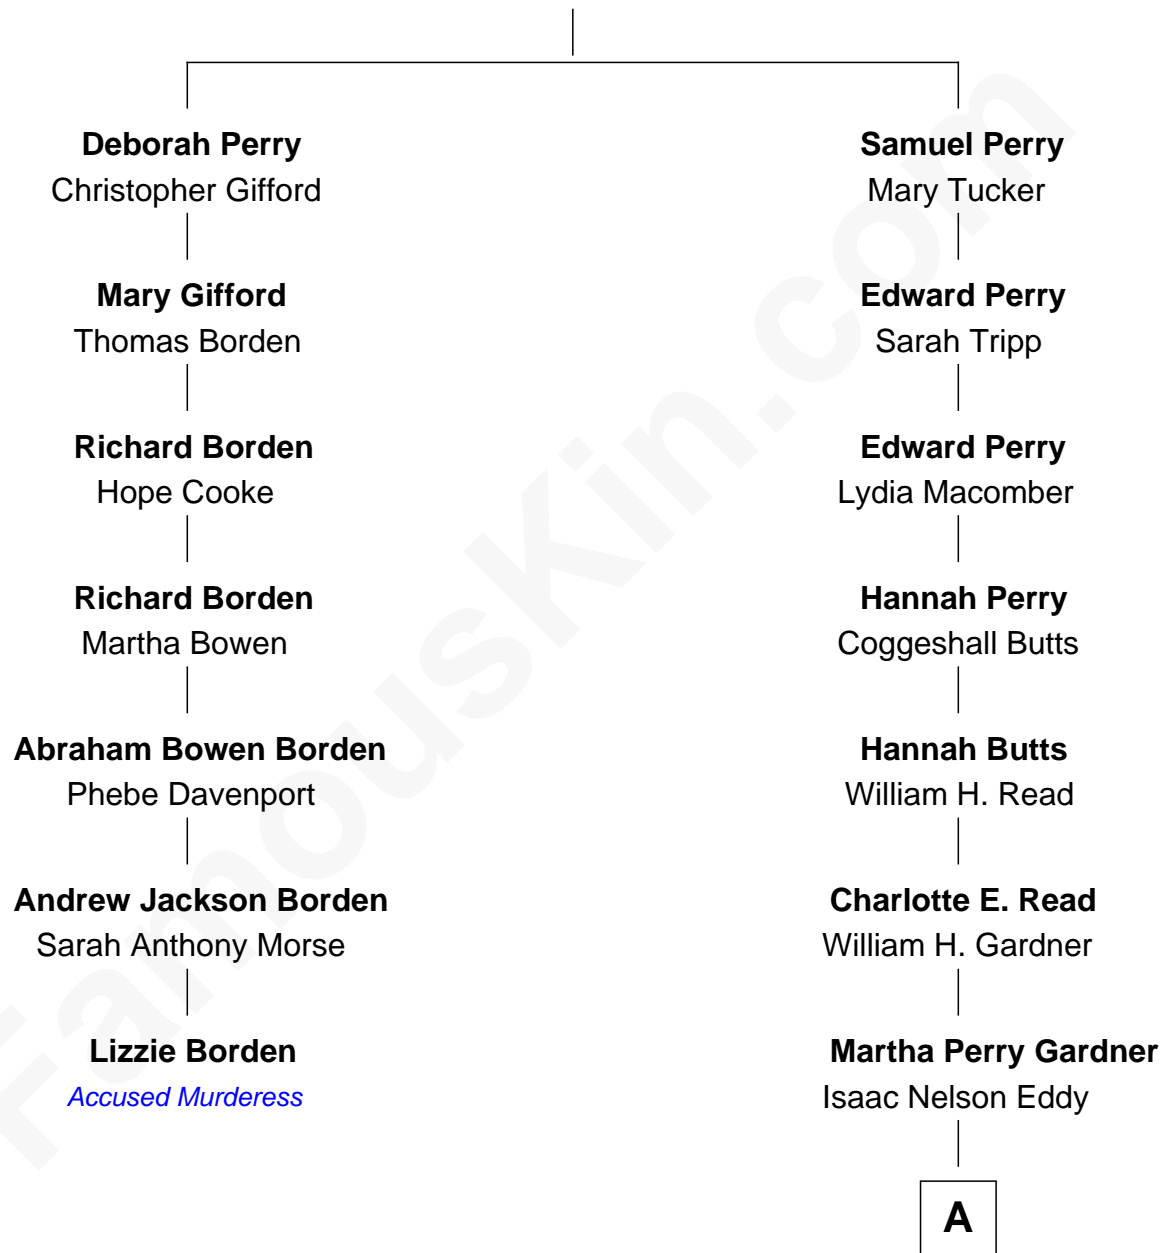 Deborah Perry
Christopher Gifford
Mary Gifford
Thomas Borden
Richard Borden
Hope Cooke
Richard Borden
Martha Bowen
Abraham Bowen Borden
Phebe Davenport
Andrew Jackson Borden
Sarah Anthony Morse
Lizzie Borden
Accused Murderess
Samuel Perry
Mary Tucker
Edward Perry
Sarah Tripp
Edward Perry
Lydia Macomber
Hannah Perry
Coggeshall Butts
Hannah Butts
William H. Read
Charlotte E. Read
William H. Gardner
Martha Perry Gardner
Isaac Nelson Eddy
A
FamousKin.com